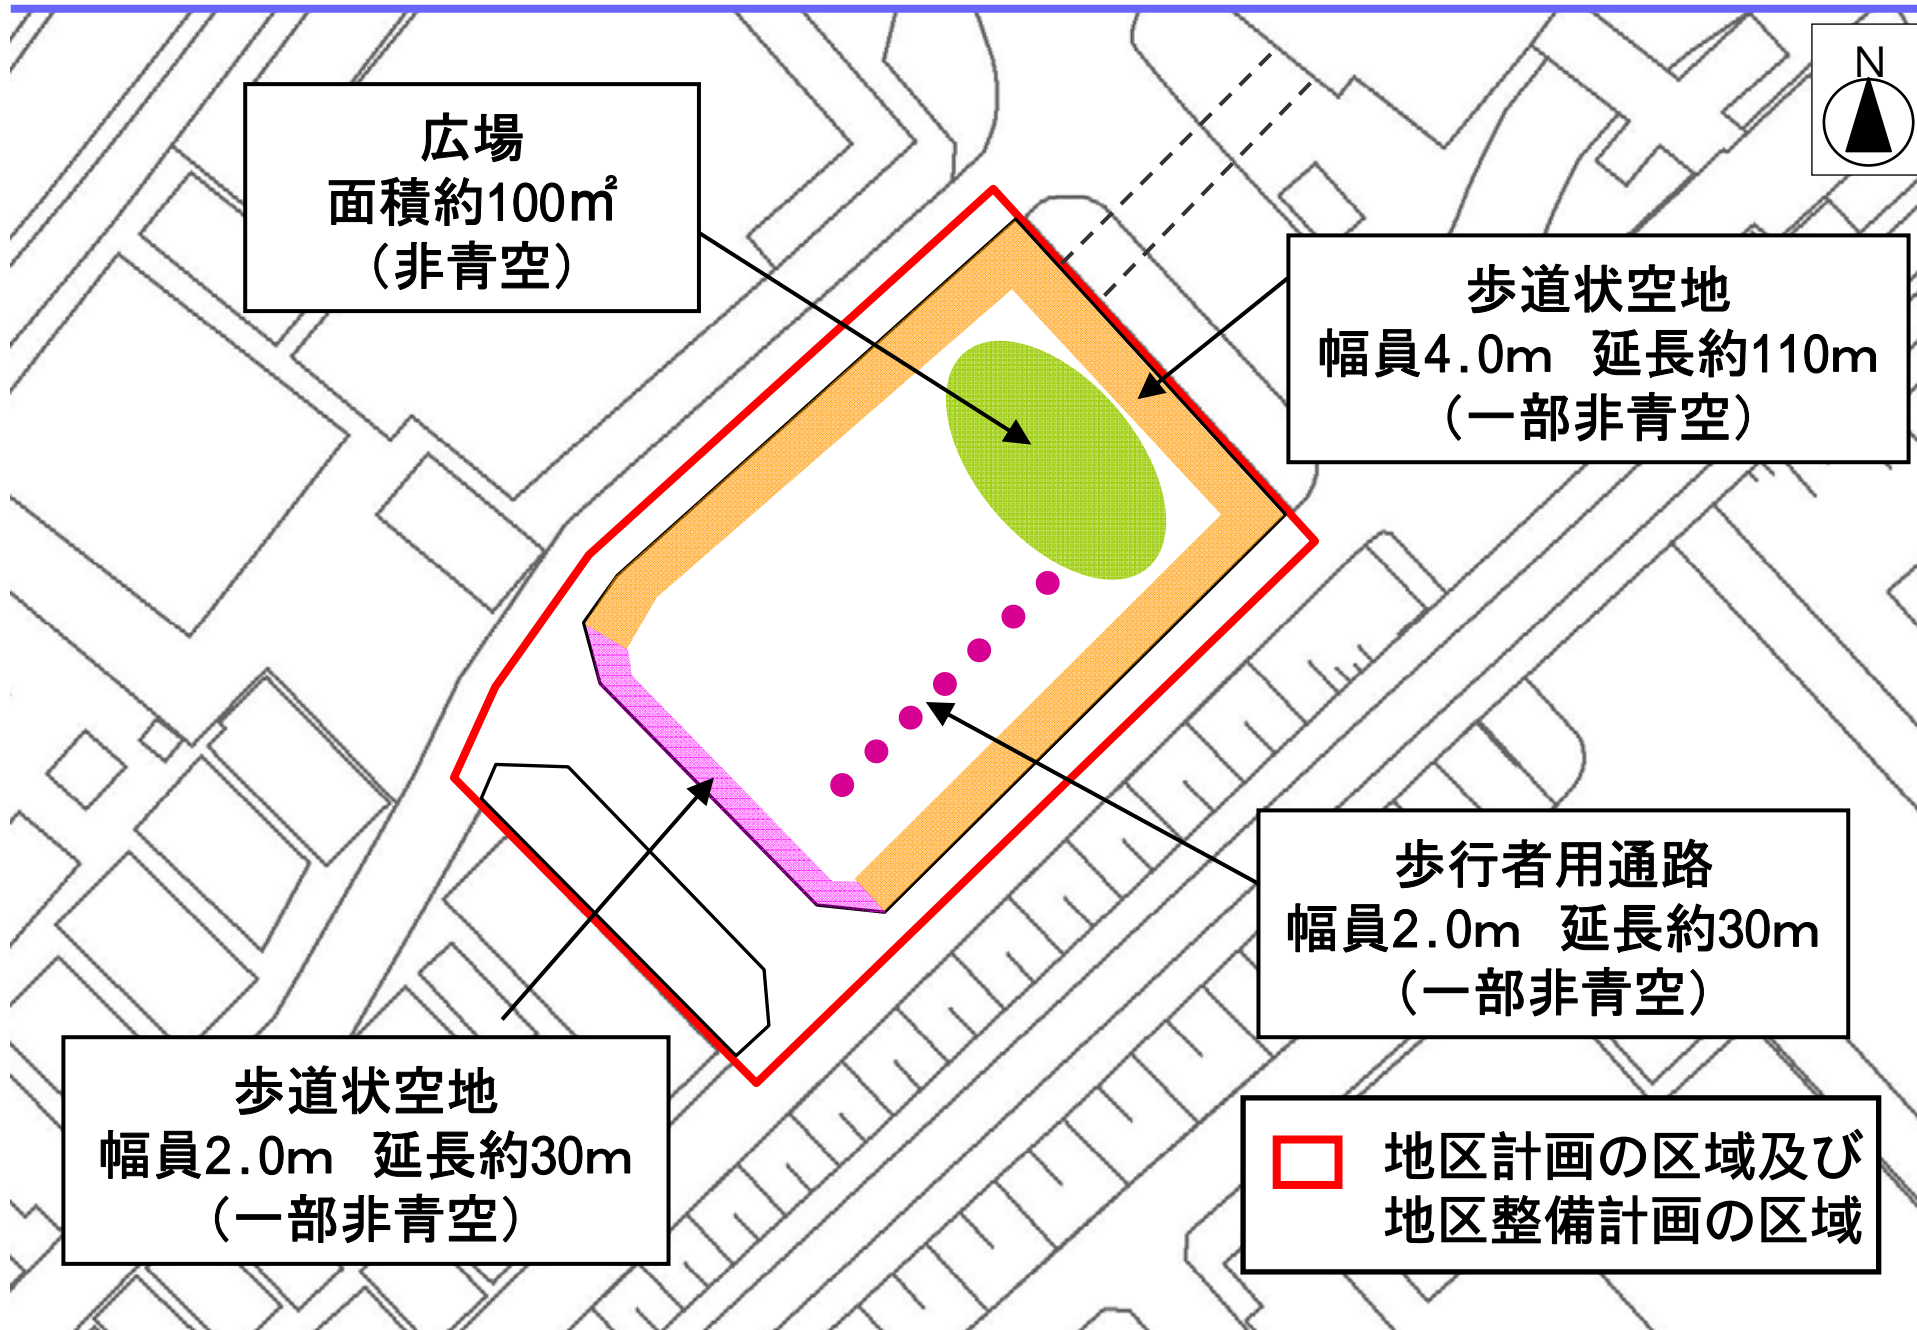 N
広場
面積約100㎡
（非青空）
歩道状空地
幅員4.0m　延長約110m
（一部非青空）
歩行者用通路
幅員2.0m　延長約30m
（一部非青空）
歩道状空地
幅員2.0m　延長約30m
（一部非青空）
地区計画の区域及び
地区整備計画の区域